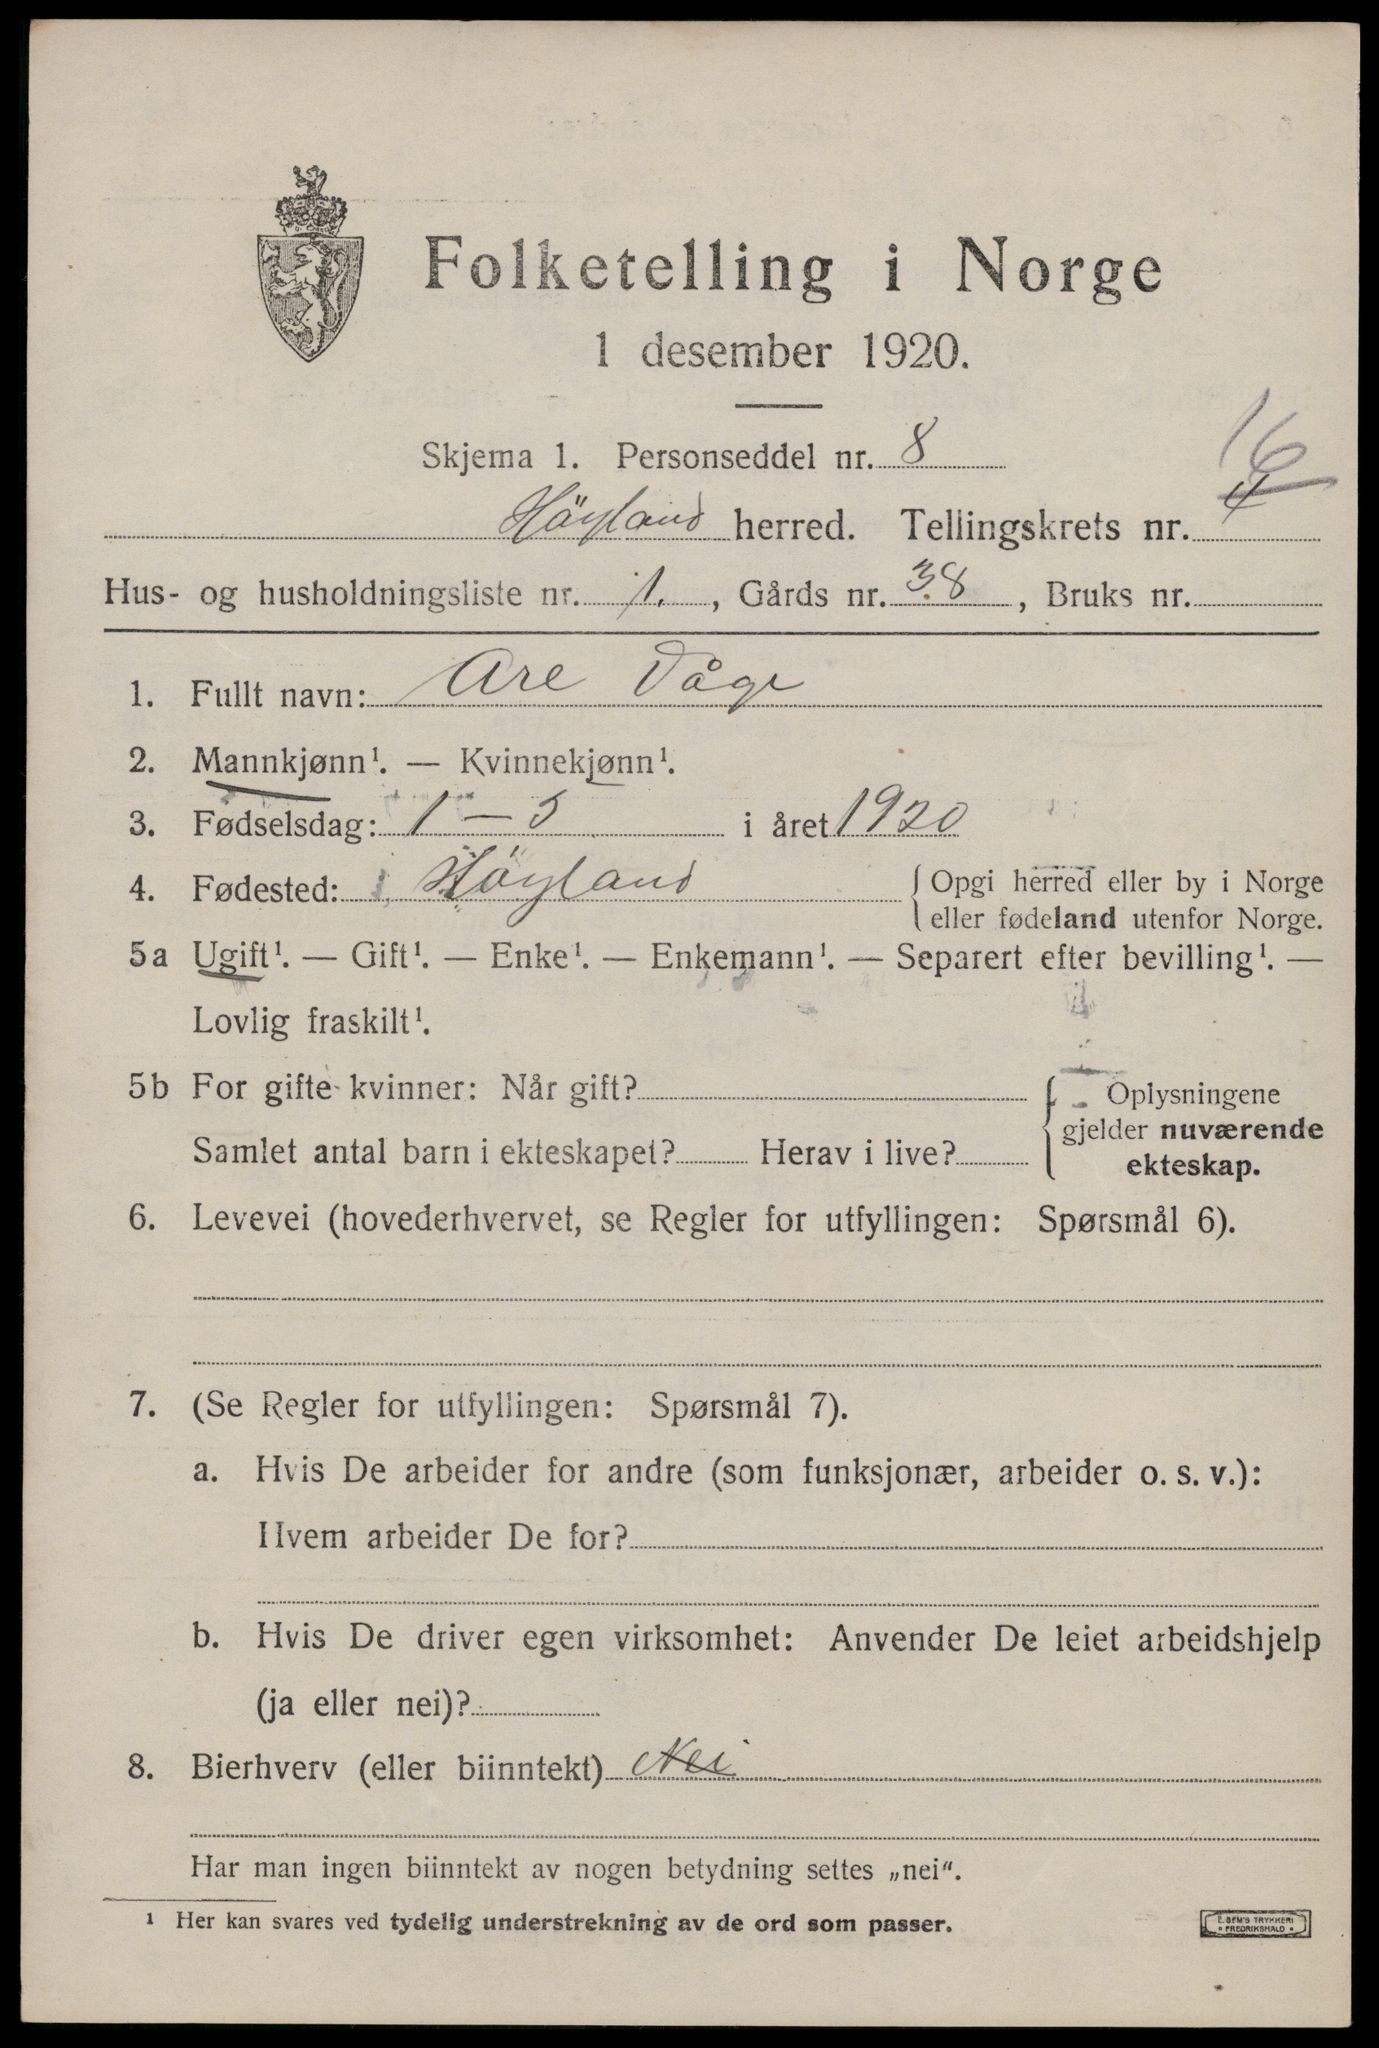 Folketelling i Norge
1 desember 1920.
Skjema 1. Personseddel nr. 8
16
Höyland herred. Tellingskrets nr. 4
Hus- og husholdningsliste nr. 1. , Gårds nr. 38 , Bruks nr.
1. Fullt navn: Are Våge
2. Mannkjønn¹. — Kvinnekjønn¹.
3. Fødselsdag: 1 – 5 i året 1920
4. Fødested: Höyland { Opgi herred eller by i Norge
eller fødeland utenfor Norge.
5a Ugift¹. — Gift¹. — Enke¹. — Enkemann¹. — Separert efter bevilling¹. —
Lovlig fraskilt¹.
5b For gifte kvinner: Når gift? { Oplysningene
gjelder nuværende
Samlet antal barn i ekteskapet? Herav i live? ekteskap.
6. Levevei (hovederhvervet, se Regler for utfyllingen: Spørsmål 6).
7. (Se Regler for utfyllingen: Spørsmål 7).
a. Hvis De arbeider for andre (som funksjonær, arbeider o. s. v.):
Hvem arbeider De for?
b. Hvis De driver egen virksomhet: Anvender De leiet arbeidshjelp
(ja eller nei)?
8. Bierhverv (eller biinntekt) Nei
Har man ingen biinntekt av nogen betydning settes „nei“.
¹ Her kan svares ved tydelig understrekning av de ord som passer.
E. SEM'S TRYKKERI
• FREDRIKSHALD •